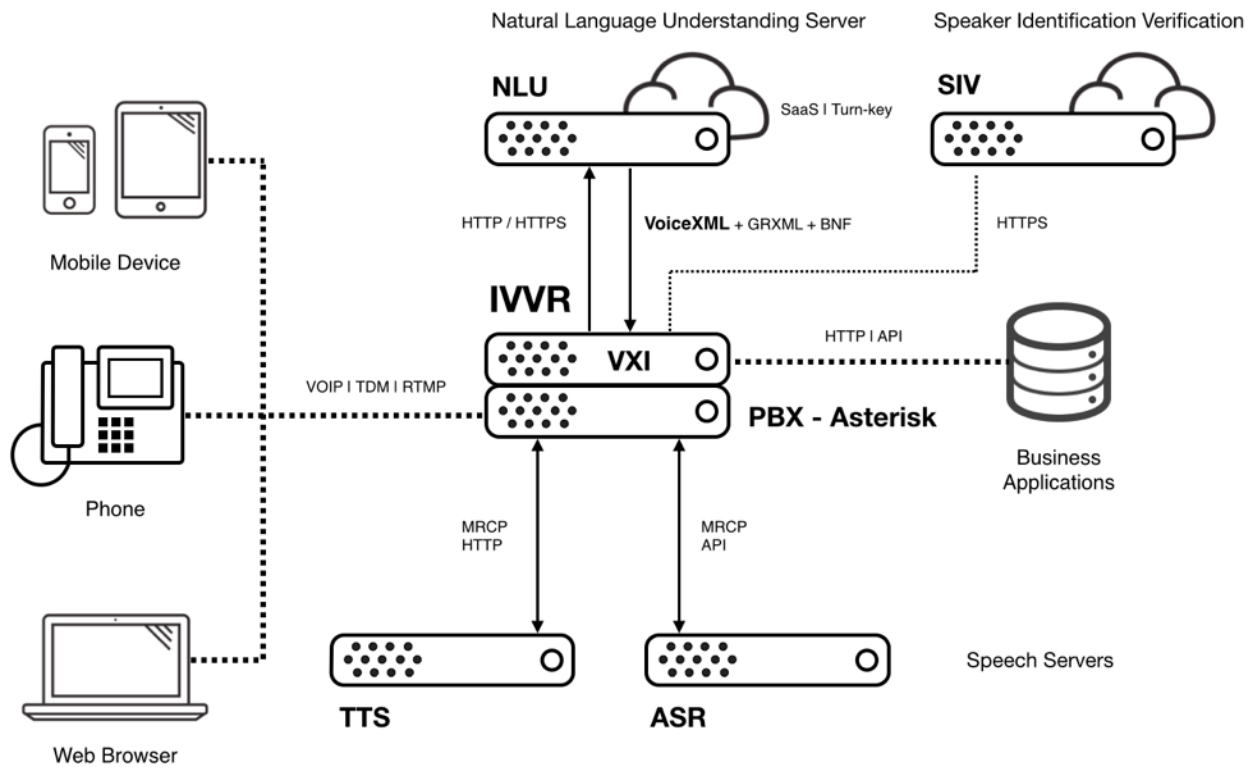 Natural Language Understanding Server
Speaker Identification Verification
NLU
SaaS | Turn-key
SIV
HTTP / HTTPS
VoiceXML + GRXML + BNF
HTTPS
Mobile Device
IVVR
VXI
HTTP | API
VOIP | TDM | RTMP
PBX - Asterisk
Business
Applications
Phone
MRCP
HTTP
MRCP
API
Speech Servers
TTS
ASR
Web Browser